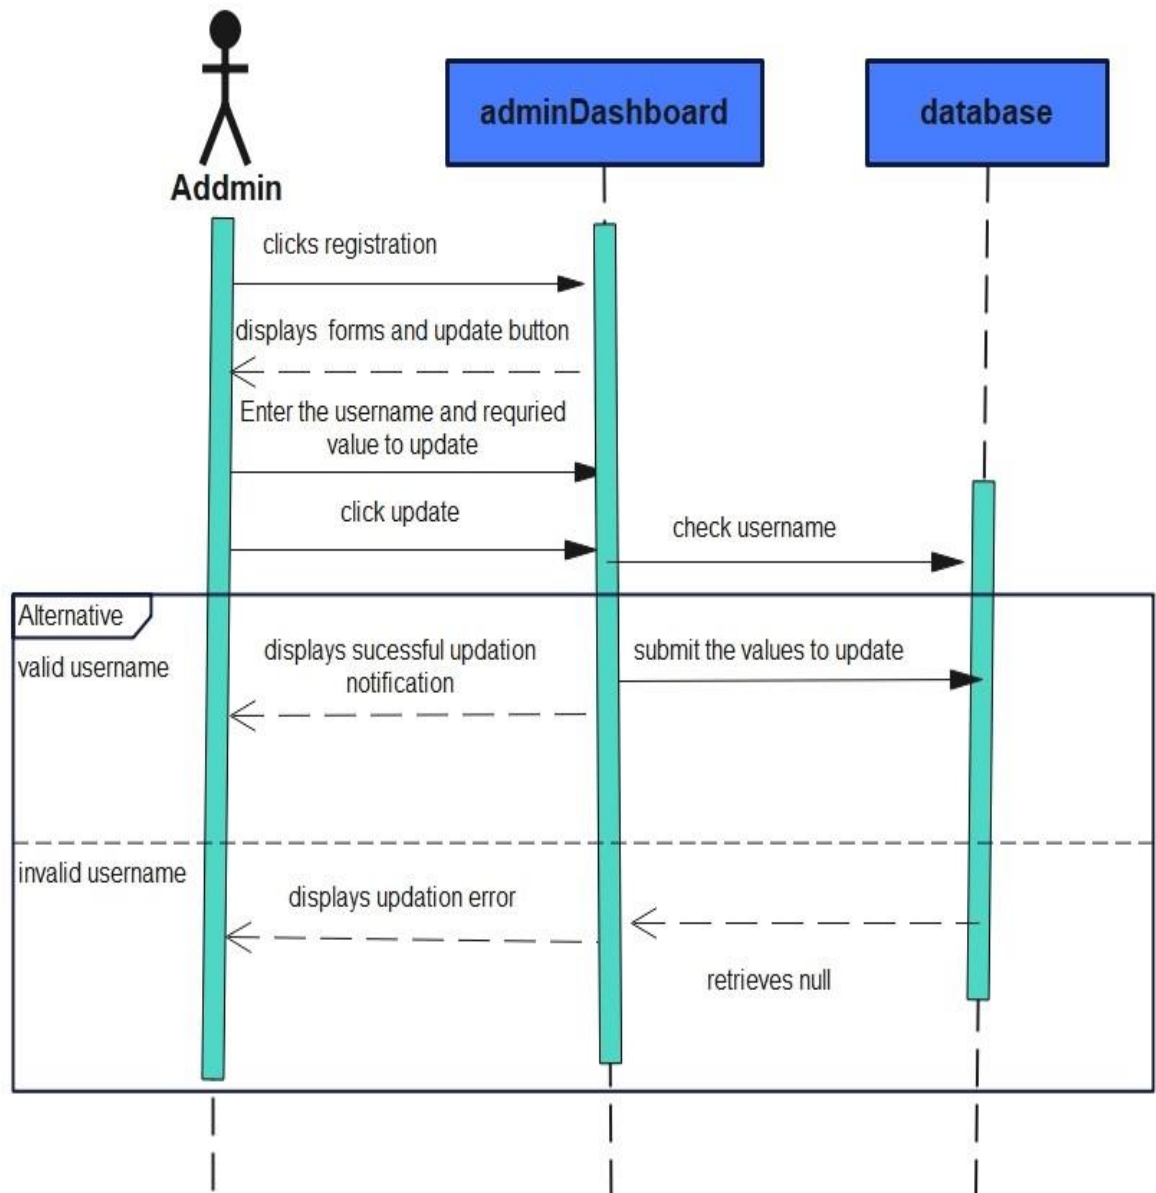 adminDashboard
database
Addmin
clicks registration
displays forms and update button
Enter the username and requried
value to update
click update
check username
Alternative
valid username
displays sucessful updation
notification
submit the values to update
invalid username
displays updation error
retrieves null